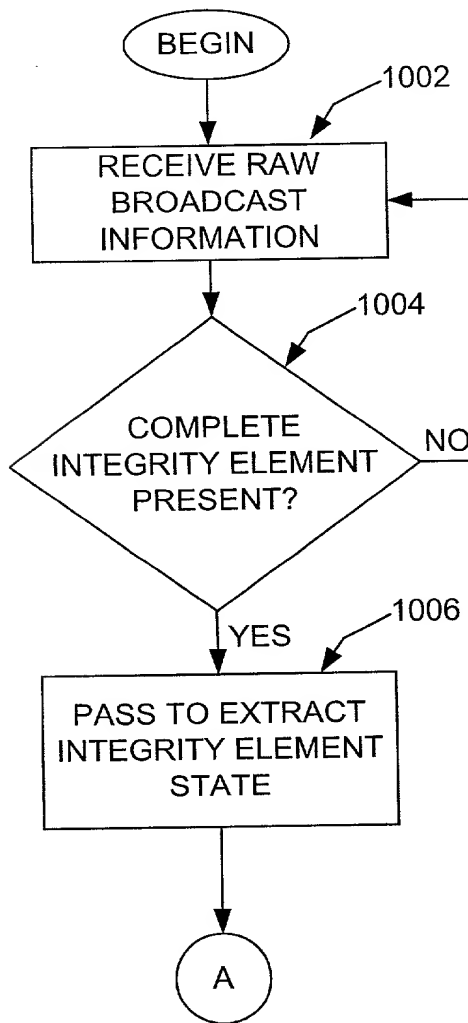 BEGIN
1002
RECEIVE RAW
BROADCAST
INFORMATION
1004
COMPLETE
INTEGRITY ELEMENT
PRESENT?
NO
YES
1006
PASS TO EXTRACT
INTEGRITY ELEMENT
STATE
A